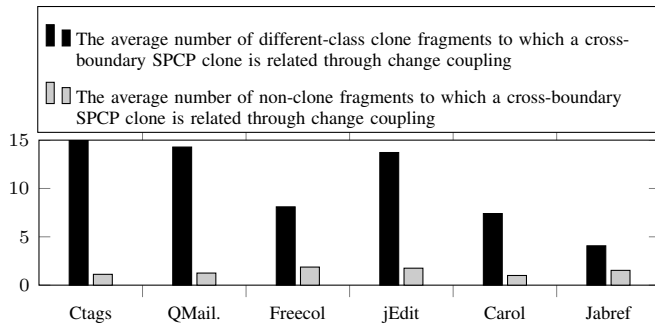 The average number of different-class clone fragments to which a cross-
boundary SPCP clone is related through change coupling
The average number of non-clone fragments to which a cross-boundary
SPCP clone is related through change coupling
15
10
5
0
Ctags QMail. Freecol jEdit Carol Jabref